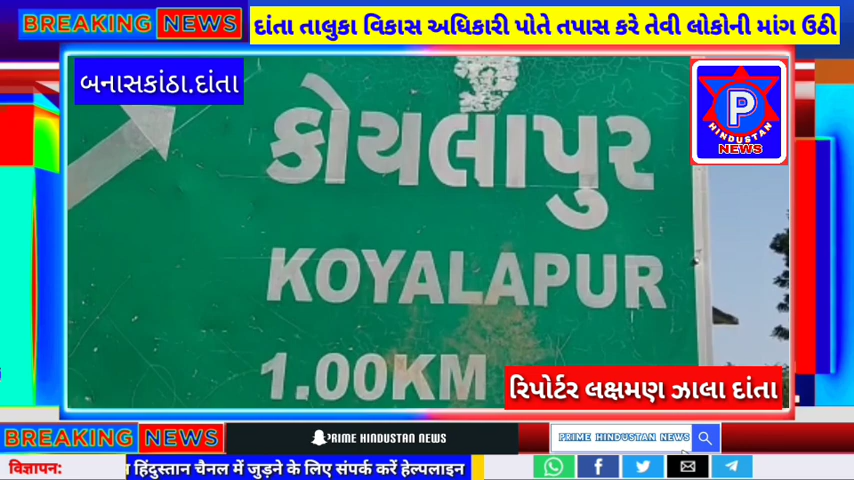 BREAKING NEWS
દાંતા તાલુકા વિકાસ અધિકારી પોતે તપાસ કરે તેવી લોકોની માંગ ઉઠી
બનાસકાંઠા.દાંતા
P
HINDUSTAN
NEWS
કોયલાપુર
KOYALAPUR
1.00KM
રિપોર્ટર લક્ષમણ ઝાલા દાંતા
BREAKING NEWS
PRIME HINDUSTAN NEWS
PRIME HINDUSTAN NEWS
विज्ञापन:
हिंदुस्तान चैनल में जुड़ने के लिए संपर्क करें हेल्पलाइन